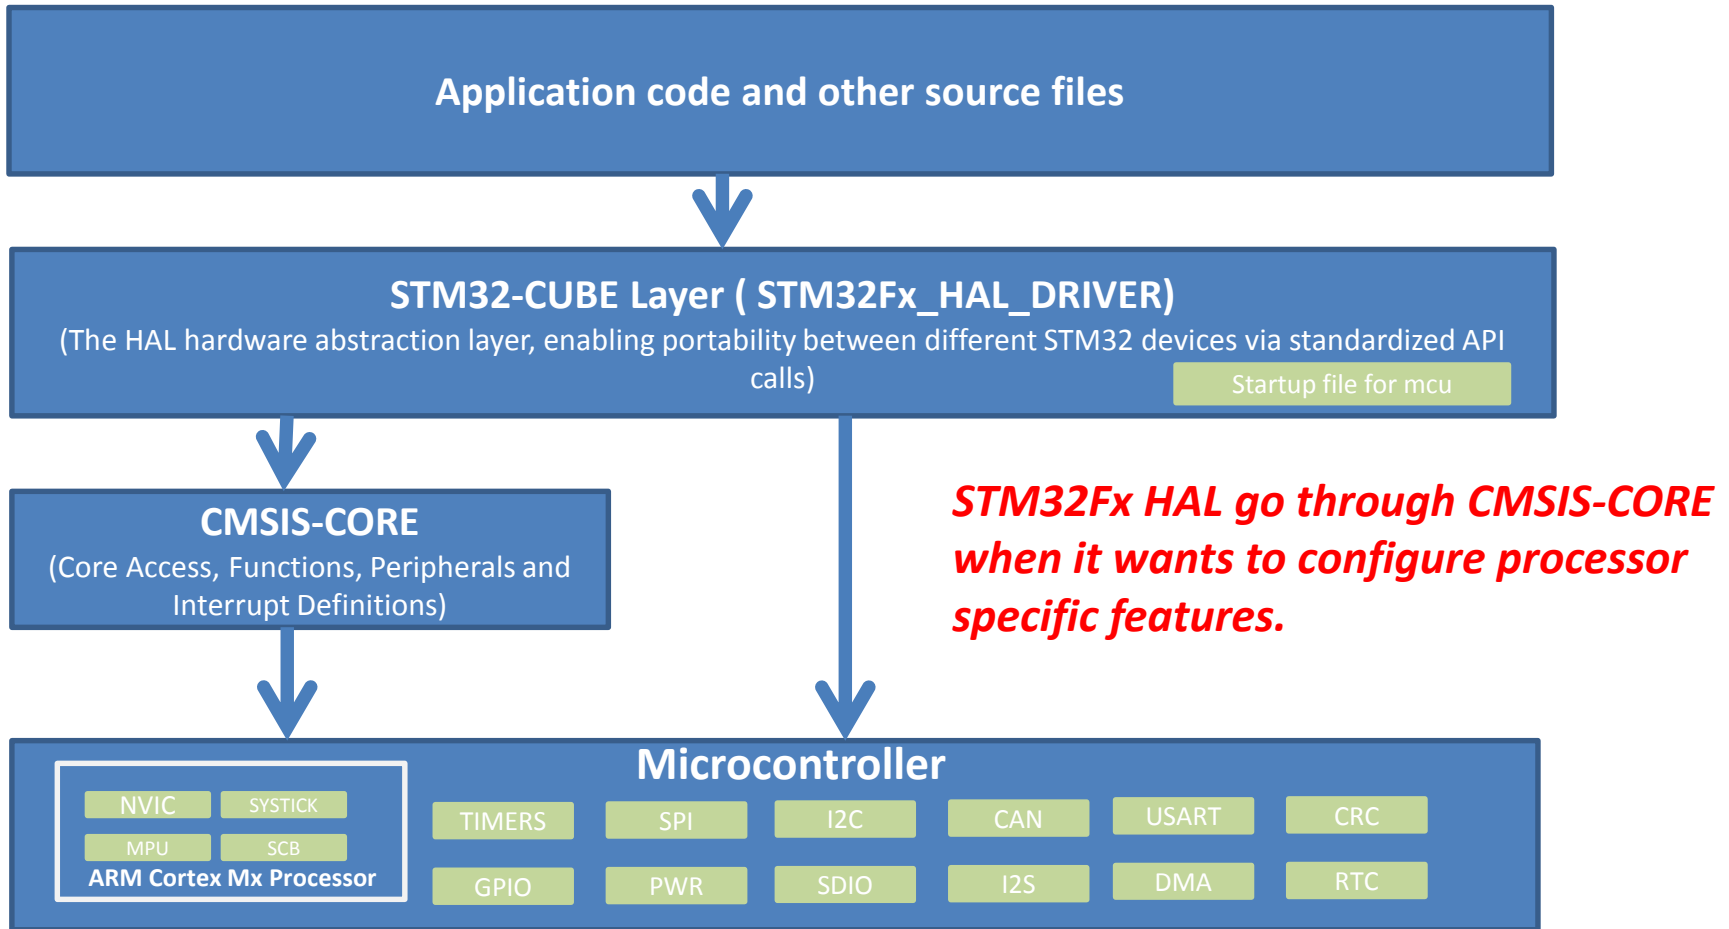 Application code and other source files
STM32-CUBE Layer ( STM32Fx_HAL_DRIVER)
(The HAL hardware abstraction layer, enabling portability between different STM32 devices via standardized API
calls)
Startup file for mcu
CMSIS-CORE
(Core Access, Functions, Peripherals and
Interrupt Definitions)
STM32Fx HAL go through CMSIS-CORE
when it wants to configure processor
specific features.
Microcontroller
NVIC SYSTICK
MPU SCB
ARM Cortex Mx Processor
TIMERS SPI I2C CAN USART CRC
GPIO PWR SDIO I2S DMA RTC